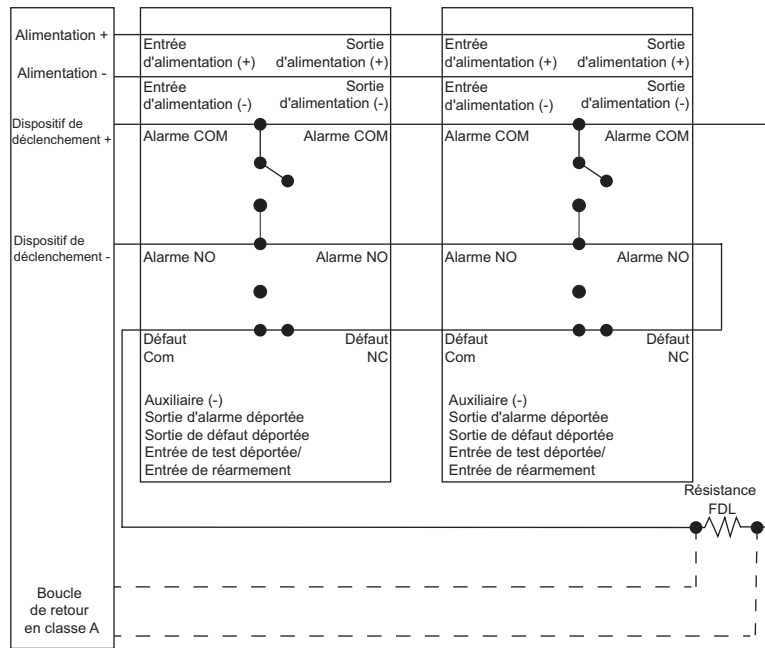 Alimentation +
Alimentation -
Dispositif de
déclenchement +
Dispositif de
déclenchement -
Boucle
de retour
en classe A
Entrée
d'alimentation (+)
Sortie
d'alimentation (+)
Entrée
d'alimentation (-)
Sortie
d'alimentation (-)
Alarme COM
Alarme COM
Alarme NO
Alarme NO
Défaut
Com
Défaut
NC
Auxiliaire (-)
Sortie d'alarme déportée
Sortie de défaut déportée
Entrée de test déportée/
Entrée de réarmement
Entrée
d'alimentation (+)
Sortie
d'alimentation (+)
Entrée
d'alimentation (-)
Sortie
d'alimentation (-)
Alarme COM
Alarme COM
Alarme NO
Alarme NO
Défaut
Com
Défaut
NC
Auxiliaire (-)
Sortie d'alarme déportée
Sortie de défaut déportée
Entrée de test déportée/
Entrée de réarmement
Résistance
FDL